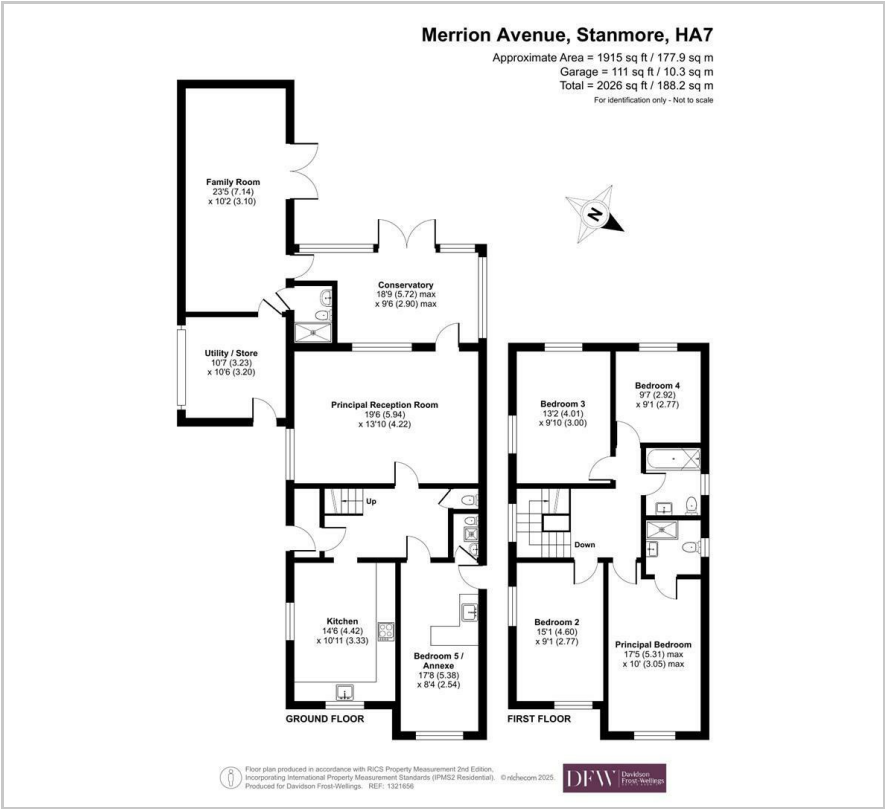 Merrion Avenue, Stanmore, HA7
Approximate Area = 1915 sq ft / 177.9 sq m
Garage = 111 sq ft / 10.3 sq m
Total = 2026 sq ft / 188.2 sq m
For identification only - Not to scale
Family Room
23'5 (7.14)
x 10'2 (3.10)
N
Conservatory
18'9 (5.72) max
x 9'6 (2.90) max
Utility / Store
10'7 (3.23)
x 10'6 (3.20)
Principal Reception Room
19'6 (5.94)
x 13'10 (4.22)
Up
Kitchen
14'6 (4.42)
x 10'11 (3.33)
Bedroom 5 /
Annexe
17'8 (5.38)
x 8'4 (2.54)
GROUND FLOOR
Bedroom 3
13'2 (4.01)
x 9'10 (3.00)
Bedroom 4
9'7 (2.92)
x 9'1 (2.77)
Down
Bedroom 2
15'1 (4.60)
x 9'1 (2.77)
Principal Bedroom
17'5 (5.31) max
x 10' (3.05) max
FIRST FLOOR
Floor plan produced in accordance with RICS Property Measurement 2nd Edition,
Incorporating International Property Measurement Standards (IPMS2 Residential). © nichecom 2025.
Produced for Davidson Frost-Wellings. REF: 1321656
DFW
Davidson
Frost-Wellings